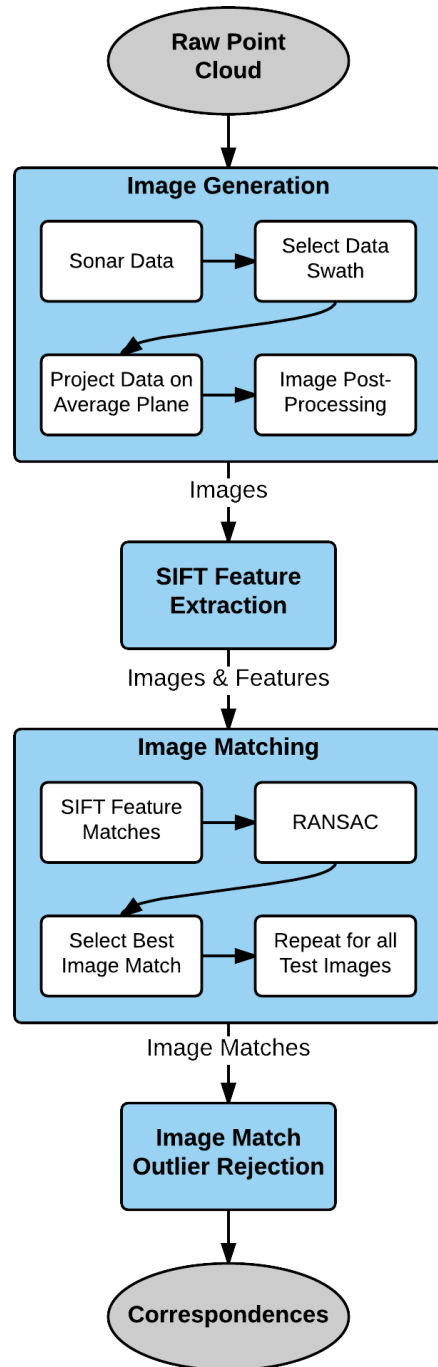 Raw Point
Cloud
Image Generation
Sonar Data
Select Data
Swath
Project Data on
Average Plane
Image Post-
Processing
Images
SIFT Feature
Extraction
Images & Features
Image Matching
SIFT Feature
Matches
RANSAC
Select Best
Image Match
Repeat for all
Test Images
Image Matches
Image Match
Outlier Rejection
Correspondences